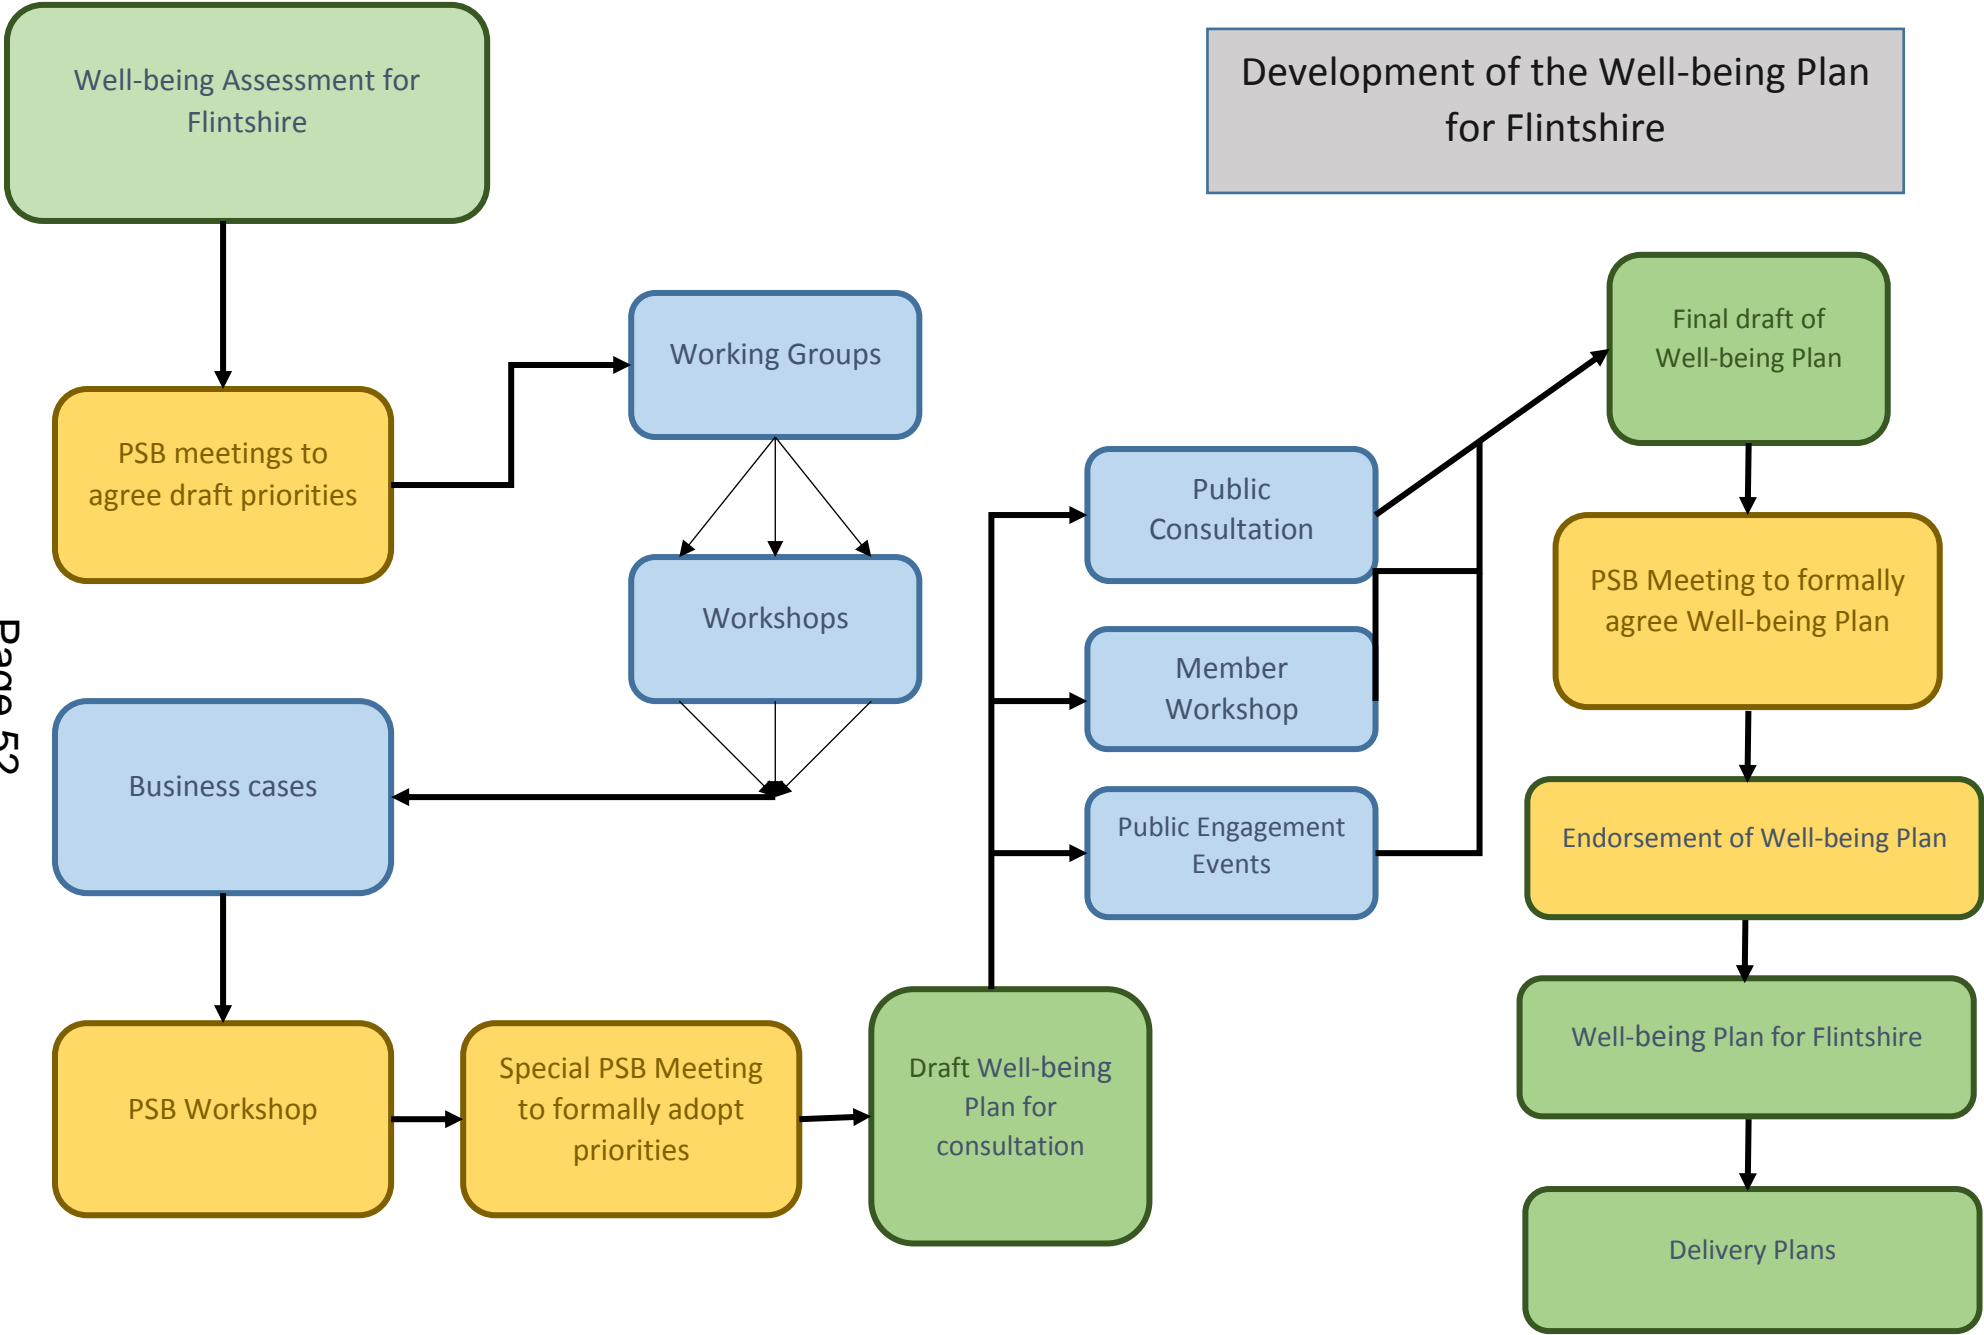 Well-being Assessment for
Flintshire
Development of the Well-being Plan
for Flintshire
PSB meetings to
agree draft priorities
Working Groups
Workshops
Business cases
PSB Workshop
Special PSB Meeting
to formally adopt
priorities
Draft Well-being
Plan for
consultation
Public
Consultation
Member
Workshop
Public Engagement
Events
Final draft of
Well-being Plan
PSB Meeting to formally
agree Well-being Plan
Endorsement of Well-being Plan
Well-being Plan for Flintshire
Delivery Plans
Page 52